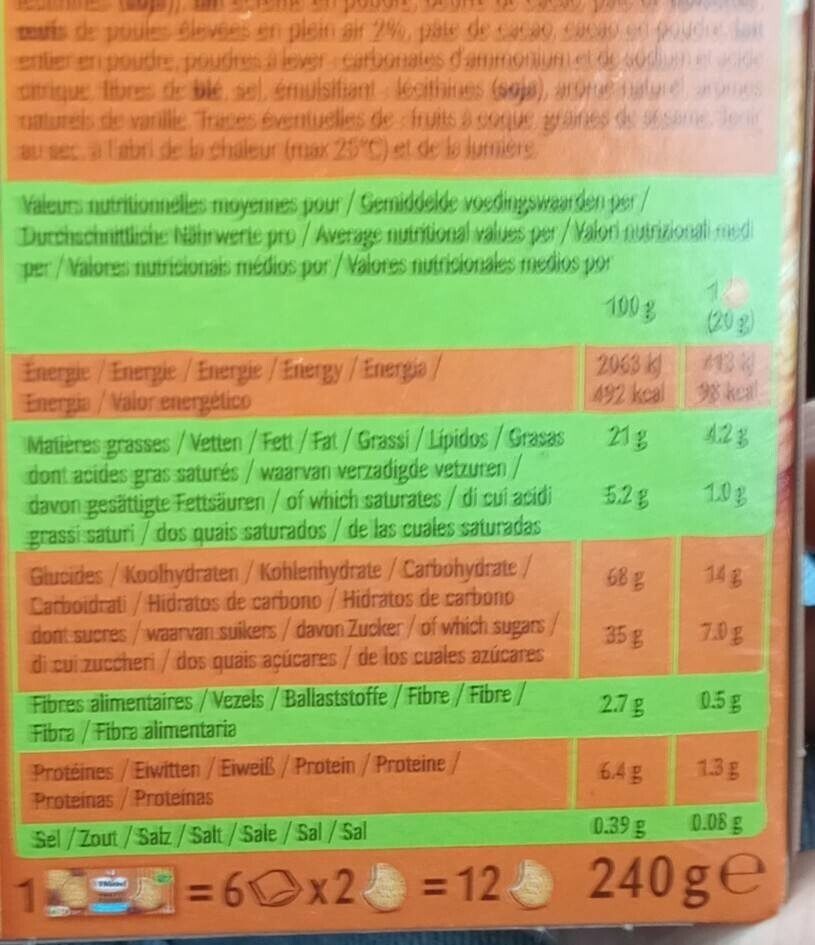 œufs de poules élevées en plein air 2%, pâte de cacao, cacao en poudre, lait
entier en poudre, poudres à lever : carbonates d'ammonium et de sodium et acide
citrique, fibres de blé, sel, émulsifiant : lécithines (soja), arôme naturel, arômes
naturels de vanille. Traces éventuelles de : fruits à coque, graines de sésame. Tenir
au sec, à l'abri de la chaleur (max 25°C) et de la lumière.
Valeurs nutritionnelles moyennes pour / Gemiddelde voedingswaarden per /
Durchschnittliche Nährwerte pro / Average nutritional values per / Valori nutrizionali medi
per / Valores nutricionais médios por / Valores nutricionales medios por
100 g 1
(20 g)
Energie / Energie / Energie / Energy / Energia / 2063 kJ 413 kJ
Energia / Valor energético 492 kcal 98 kcal
Matières grasses / Vetten / Fett / Fat / Grassi / Lípidos / Grasas 21 g 4.2 g
dont acides gras saturés / waarvan verzadigde vetzuren /
davon gesättigte Fettsäuren / of which saturates / di cui acidi 5.2 g 1.0 g
grassi saturi / dos quais saturados / de las cuales saturadas
Glucides / Koolhydraten / Kohlenhydrate / Carbohydrate / 68 g 14 g
Carboidrati / Hidratos de carbono / Hidratos de carbono
dont sucres / waarvan suikers / davon Zucker / of which sugars / 35 g 7.0 g
di cui zuccheri / dos quais açúcares / de los cuales azúcares
Fibres alimentaires / Vezels / Ballaststoffe / Fibre / Fibre / 2.7 g 0.5 g
Fibra / Fibra alimentaria
Protéines / Eiwitten / Eiweiß / Protein / Proteine / 6.4 g 1.3 g
Proteínas / Proteínas
Sel / Zout / Salz / Salt / Sale / Sal / Sal 0.39 g 0.08 g
1 = 6 x2 = 12 240 g e